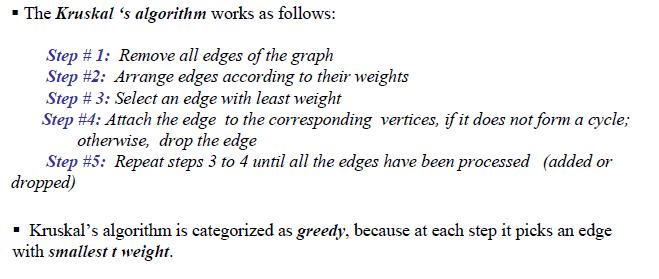 ▪ The Kruskal ‘s algorithm works as follows:
Step # 1: Remove all edges of the graph
Step #2: Arrange edges according to their weights
Step # 3: Select an edge with least weight
Step #4: Attach the edge to the corresponding vertices, if it does not form a cycle;
otherwise, drop the edge
Step #5: Repeat steps 3 to 4 until all the edges have been processed (added or
dropped)
▪ Kruskal’s algorithm is categorized as greedy, because at each step it picks an edge
with smallest t weight.